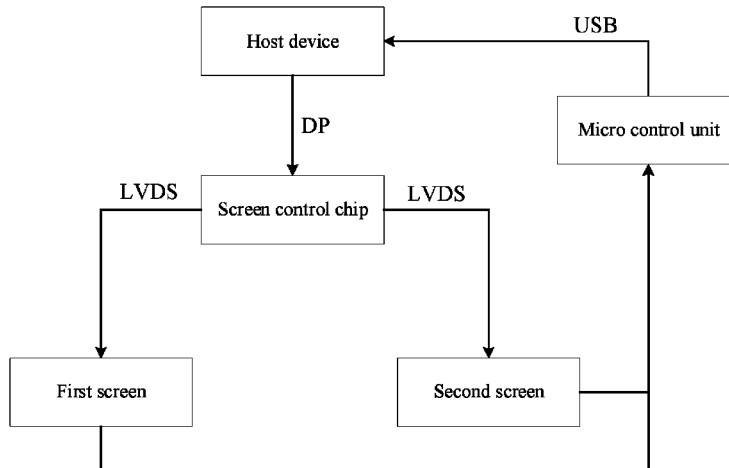 USB
Host device
DP
Micro control unit
LVDS
LVDS
Screen control chip
First screen
Second screen